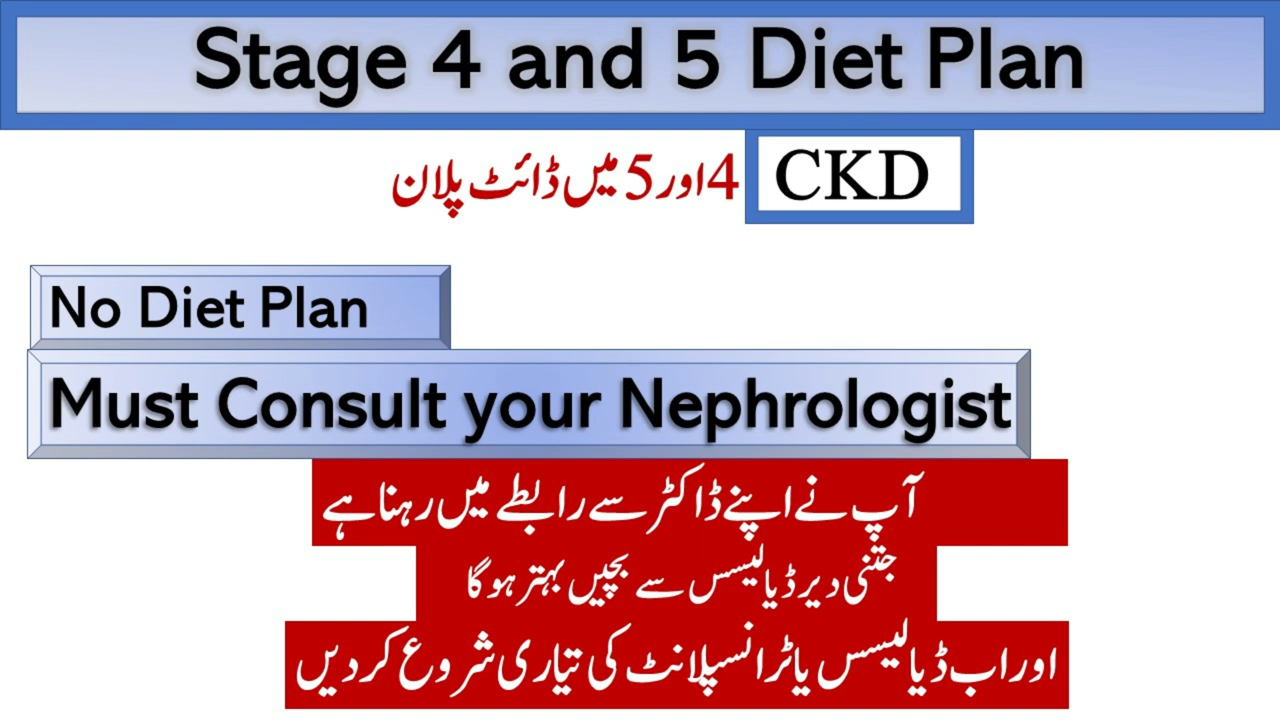 Stage 4 and 5 Diet Plan
CKD 4اور 5 میں ڈائٹ پلان
No Diet Plan
Must Consult your Nephrologist
آپ نے اپنے ڈاکٹر سے رابطے میں رہنا ہے
جتنی دیر ڈیالیسس سے بچیں بہتر ہوگا
اور اب ڈیالیسس یا ٹرانسپلانٹ کی تیاری شروع کر دیں